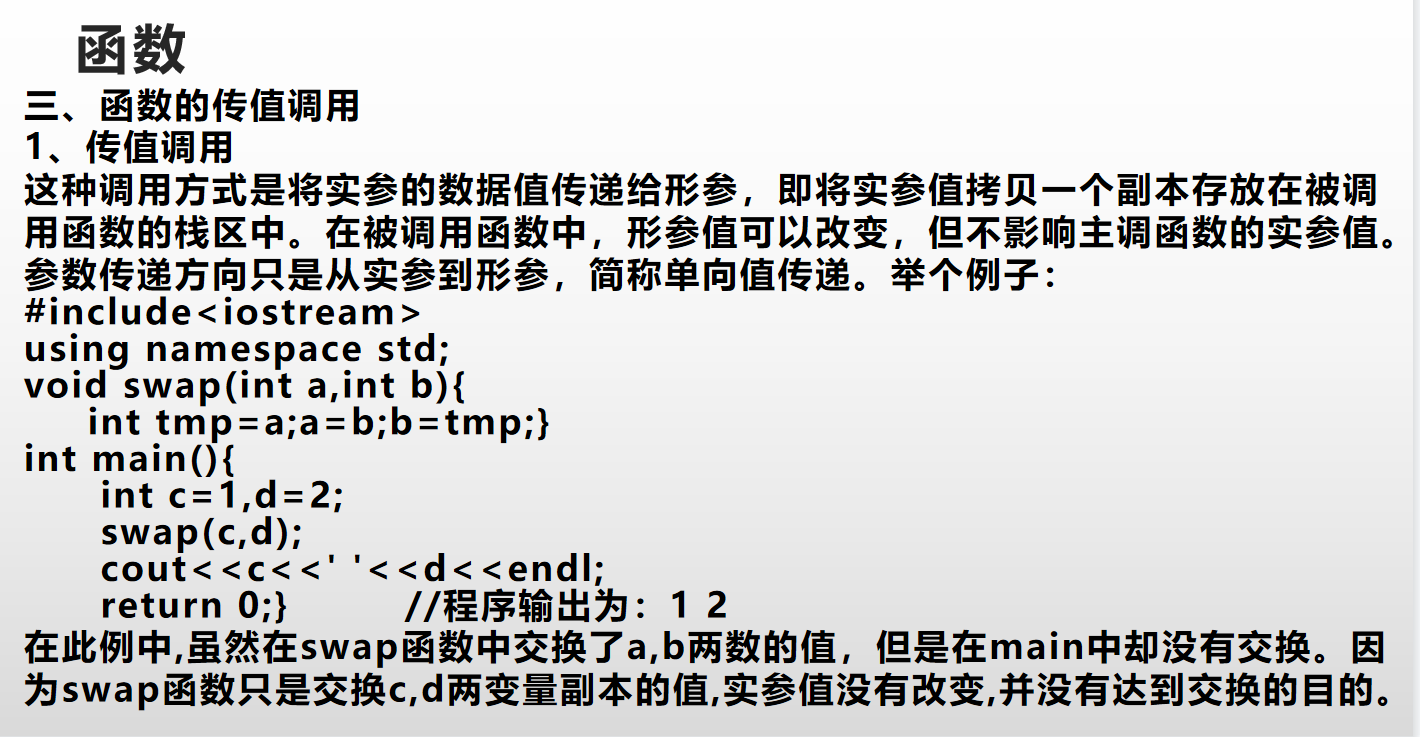 函数
三、函数的传值调用
1、传值调用
这种调用方式是将实参的数据值传递给形参，即将实参值拷贝一个副本存放在被调
用函数的栈区中。在被调用函数中，形参值可以改变，但不影响主调函数的实参值。
参数传递方向只是从实参到形参，简称单向值传递。举个例子：
#include<iostream>
using namespace std;
void swap(int a,int b){
int tmp=a;a=b;b=tmp;}
int main(){
int c=1,d=2;
swap(c,d);
cout<<c<<' '<<d<<endl;
return 0;} //程序输出为：1 2
在此例中,虽然在swap函数中交换了a,b两数的值，但是在main中却没有交换。因
为swap函数只是交换c,d两变量副本的值,实参值没有改变,并没有达到交换的目的。